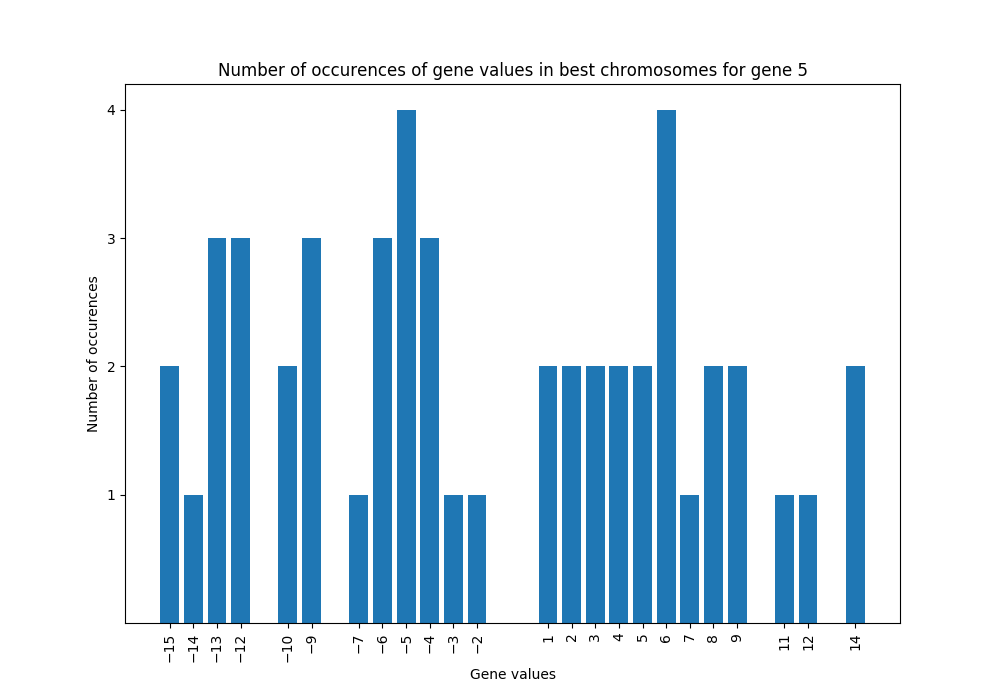 Number of occurences of gene values in best chromosomes for gene 5
4
3
2
1
Number of occurences
−15 −14 −13 −12 −10 −9 −7 −6 −5 −4 −3 −2 1 2 3 4 5 6 7 8 9 11 12 14
Gene values